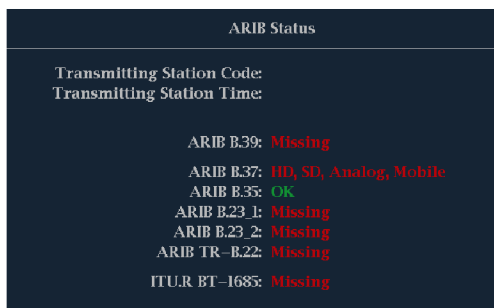 ARIB Status
Transmitting Station Code:
Transmitting Station Time:
ARIB B.39: Missing
ARIB B.37: HD, SD, Analog, Mobile
ARIB B.35: OK
ARIB B.23_1: Missing
ARIB B.23_2: Missing
ARIB TR-B.22: Missing
ITU.R BT-1685: Missing